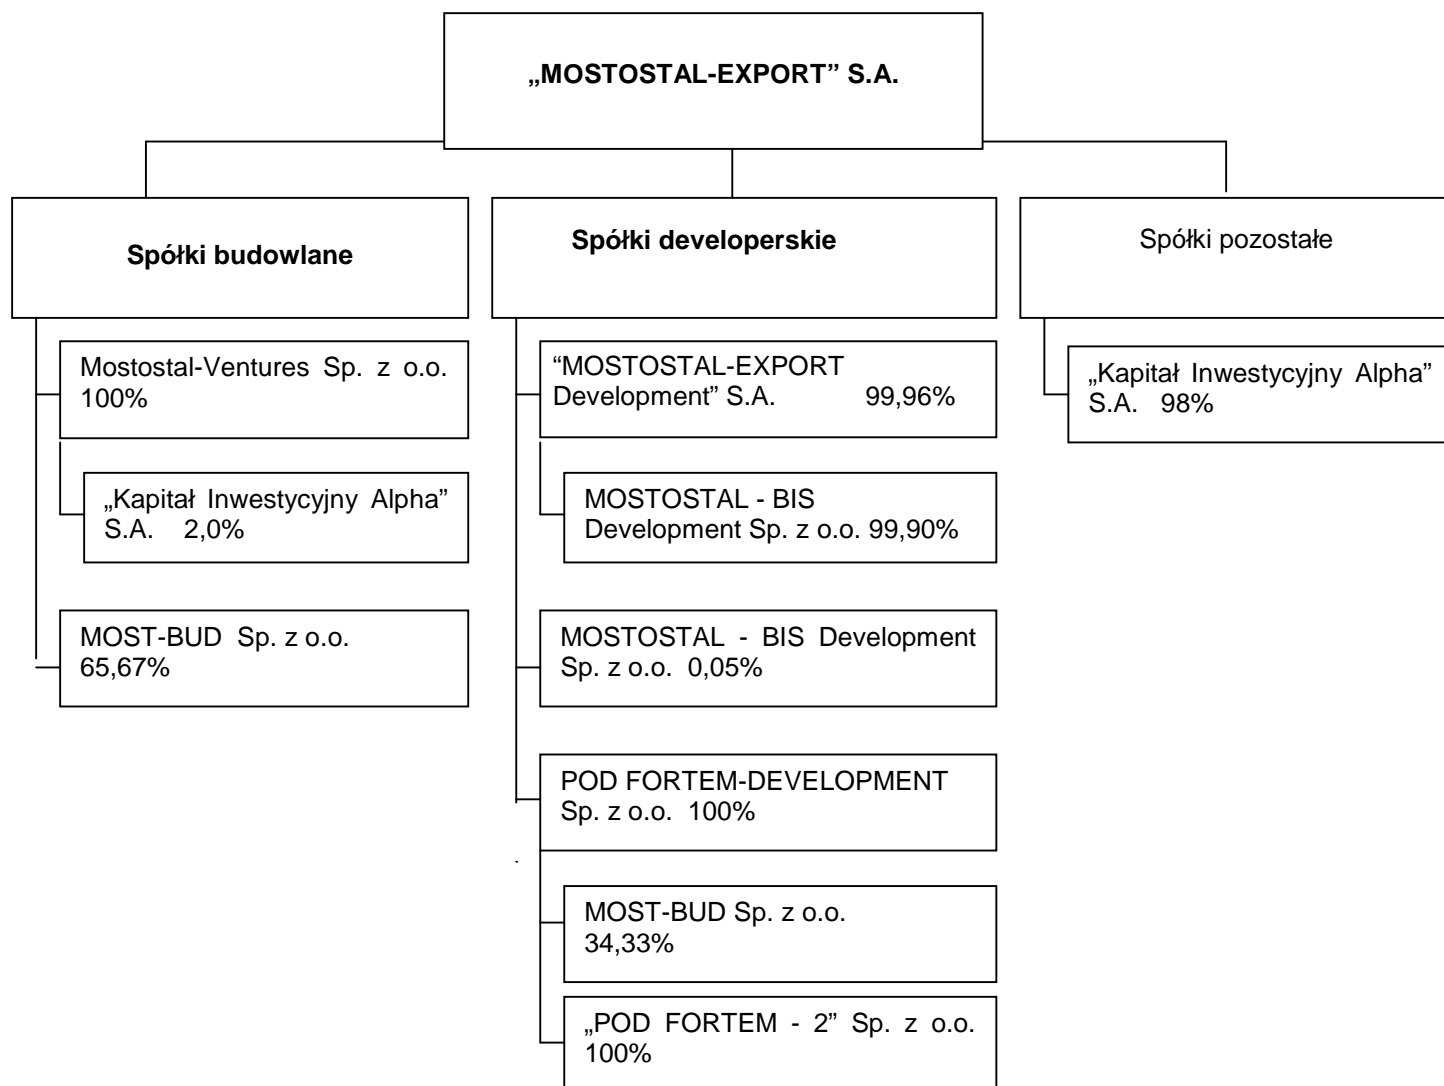 „MOSTOSTAL-EXPORT” S.A.
Spółki budowlane
Mostostal-Ventures Sp. z o.o.
100%
„Kapitał Inwestycyjny Alpha”
S.A. 2,0%
MOST-BUD Sp. z o.o.
65,67%
Spółki developerskie
“MOSTOSTAL-EXPORT
Development” S.A. 99,96%
MOSTOSTAL - BIS
Development Sp. z o.o. 99,90%
MOSTOSTAL - BIS Development
Sp. z o.o. 0,05%
POD FORTEM-DEVELOPMENT
Sp. z o.o. 100%
MOST-BUD Sp. z o.o.
34,33%
„POD FORTEM - 2” Sp. z o.o.
100%
Spółki pozostałe
„Kapitał Inwestycyjny Alpha”
S.A. 98%